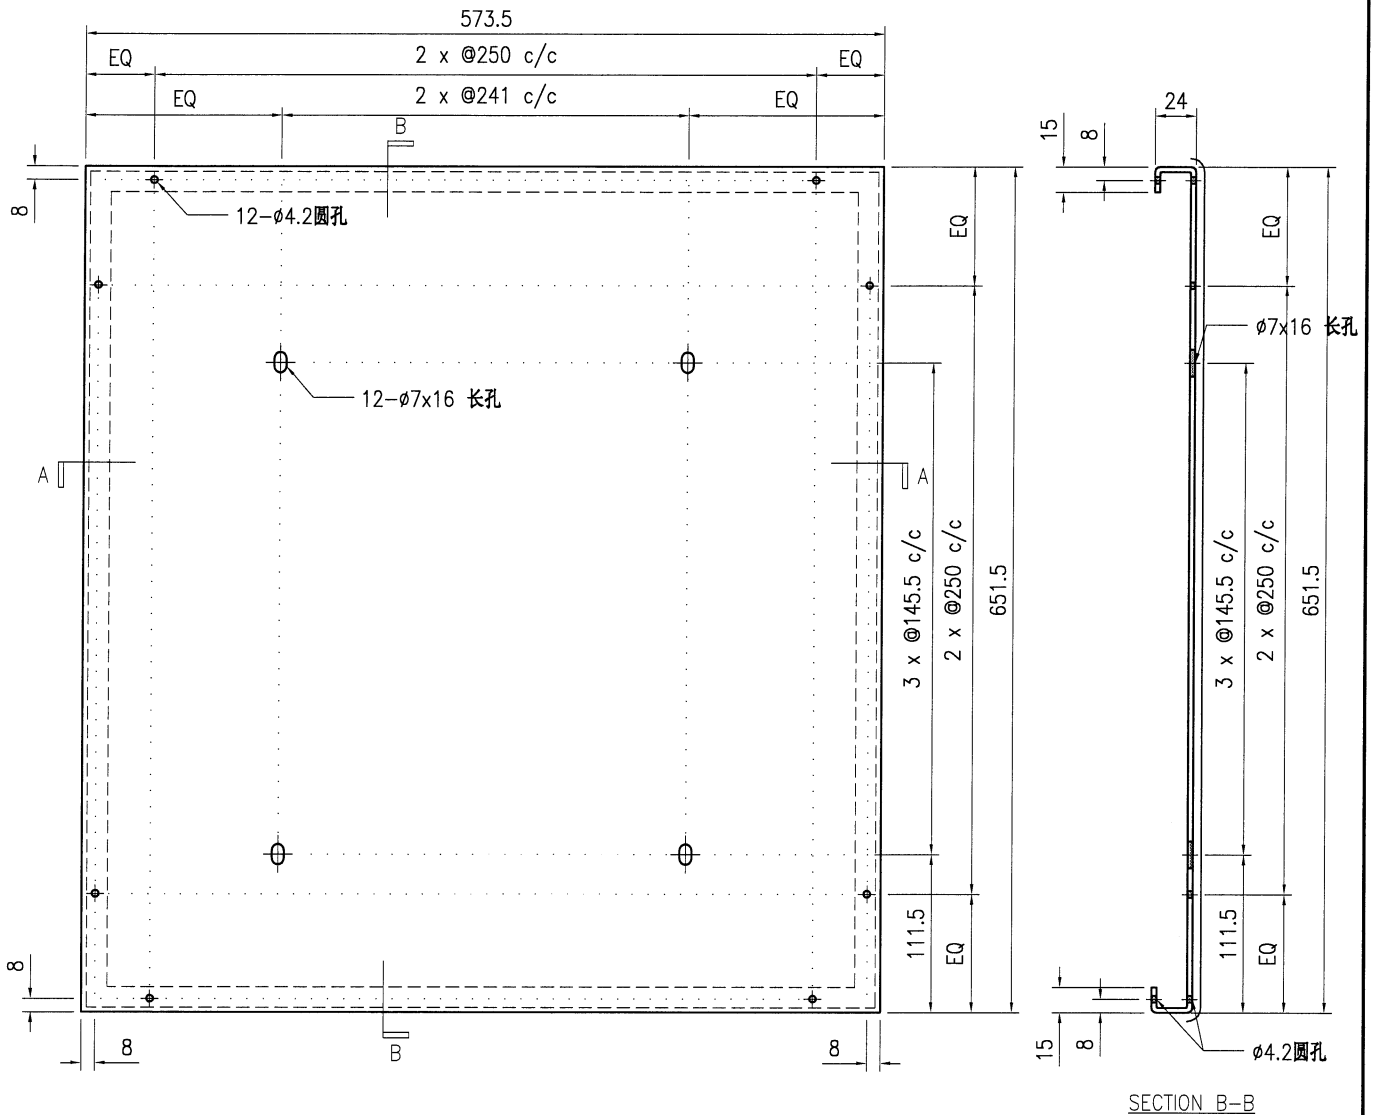 573.5
EQ
2 x @250 c/c
EQ
EQ
2 x @241 c/c
EQ
B
8
12-ø4.2圆孔
12-ø7x16 长孔
A
A
EQ
3 x @145.5 c/c
2 x @250 c/c
651.5
111.5
EQ
8
8
B
8
24
15
8
EQ
ø7x16 长孔
3 x @145.5 c/c
2 x @250 c/c
651.5
111.5
EQ
15
8
ø4.2圆孔
SECTION B-B